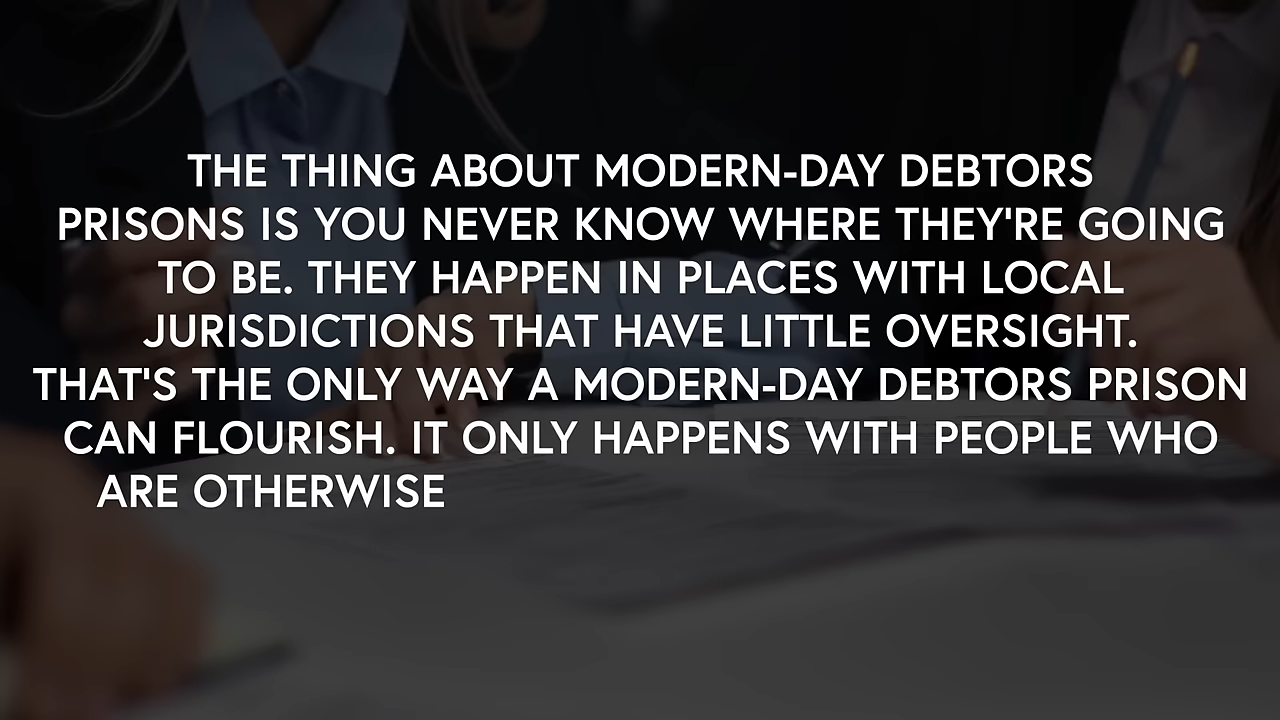 THE THING ABOUT MODERN-DAY DEBTORS
PRISONS IS YOU NEVER KNOW WHERE THEY'RE GOING
TO BE. THEY HAPPEN IN PLACES WITH LOCAL
JURISDICTIONS THAT HAVE LITTLE OVERSIGHT.
THAT'S THE ONLY WAY A MODERN-DAY DEBTORS PRISON
CAN FLOURISH. IT ONLY HAPPENS WITH PEOPLE WHO
ARE OTHERWISE